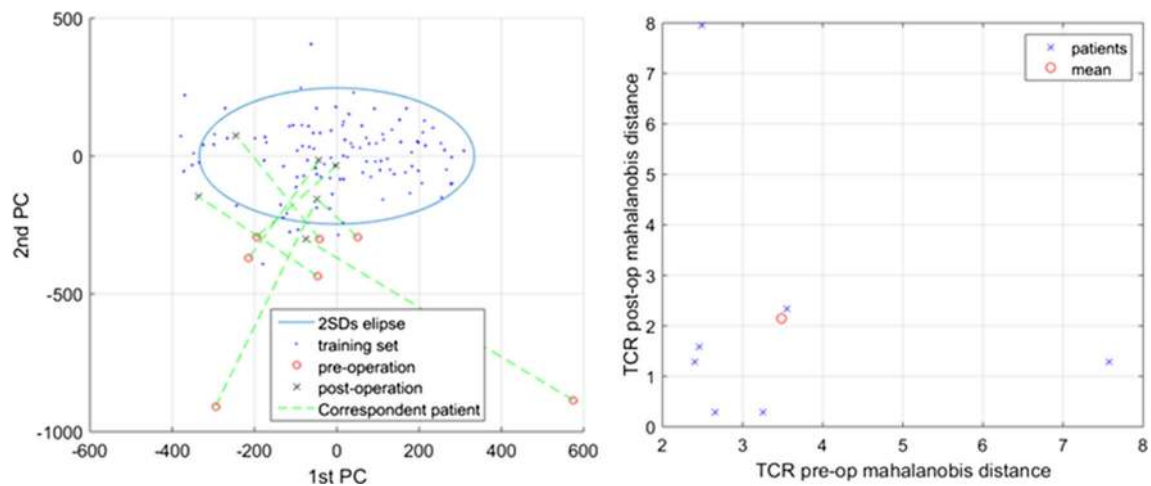 500
0
-500
-1000
2nd PC
-600 -400 -200 0 200 400 600
1st PC
2SDs elipse
training set
pre-operation
post-operation
Correspondent patient
8
7
6
5
4
3
2
1
0
TCR post-op mahalanobis distance
patients
mean
2 3 4 5 6 7 8
TCR pre-op mahalanobis distance